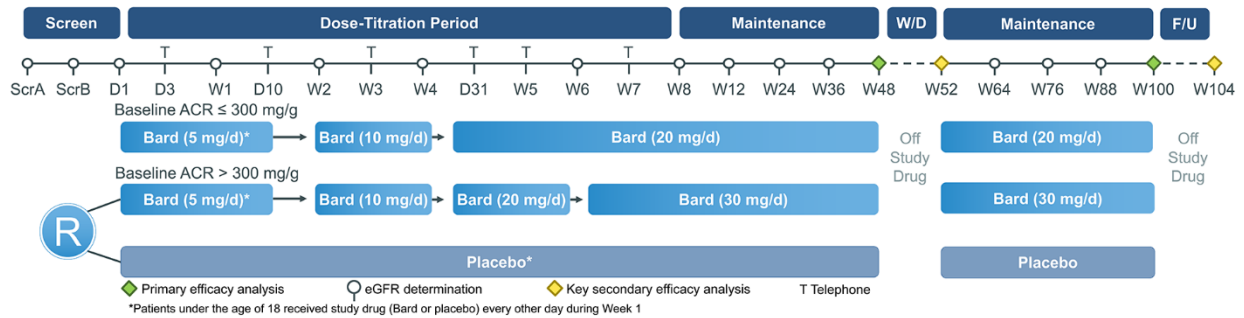 Screen Dose-Titration Period Maintenance W/D Maintenance F/U
T T T T T T
ScrA ScrB D1 D3 W1 D10 W2 W3 W4 D31 W5 W6 W7 W8 W12 W24 W36 W48 W52 W64 W76 W88 W100 W104
Baseline ACR ≤ 300 mg/g
Bard (5 mg/d)* Bard (10 mg/d) Bard (20 mg/d) Bard (20 mg/d)
Off
Study
Drug
Off
Study
Drug
Baseline ACR > 300 mg/g
Bard (5 mg/d)* Bard (10 mg/d) Bard (20 mg/d) Bard (30 mg/d) Bard (30 mg/d)
R
Placebo* Placebo
Primary efficacy analysis eGFR determination Key secondary efficacy analysis T Telephone
*Patients under the age of 18 received study drug (Bard or placebo) every other day during Week 1